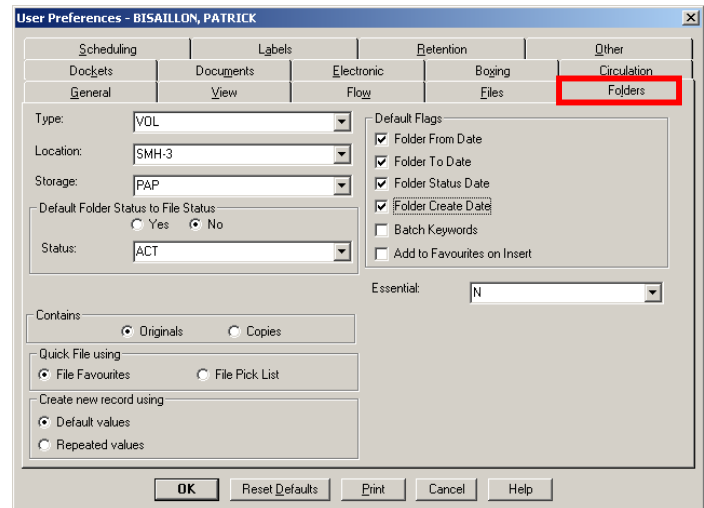 User Preferences - BISAILLON, PATRICK
Scheduling Labels Retention Other
Dockets Documents Electronic Boxing Circulation
General View Flow Files Folders
Type: VOL
Location: SMH-3
Storage: PAP
Default Folder Status to File Status
Yes No
Status: ACT
Default Flags
Folder From Date
Folder To Date
Folder Status Date
Folder Create Date
Batch Keywords
Add to Favourites on Insert
Essential: N
Contains
Originals Copies
Quick File using
File Favourites File Pick List
Create new record using
Default values
Repeated values
OK Reset Defaults Print Cancel Help